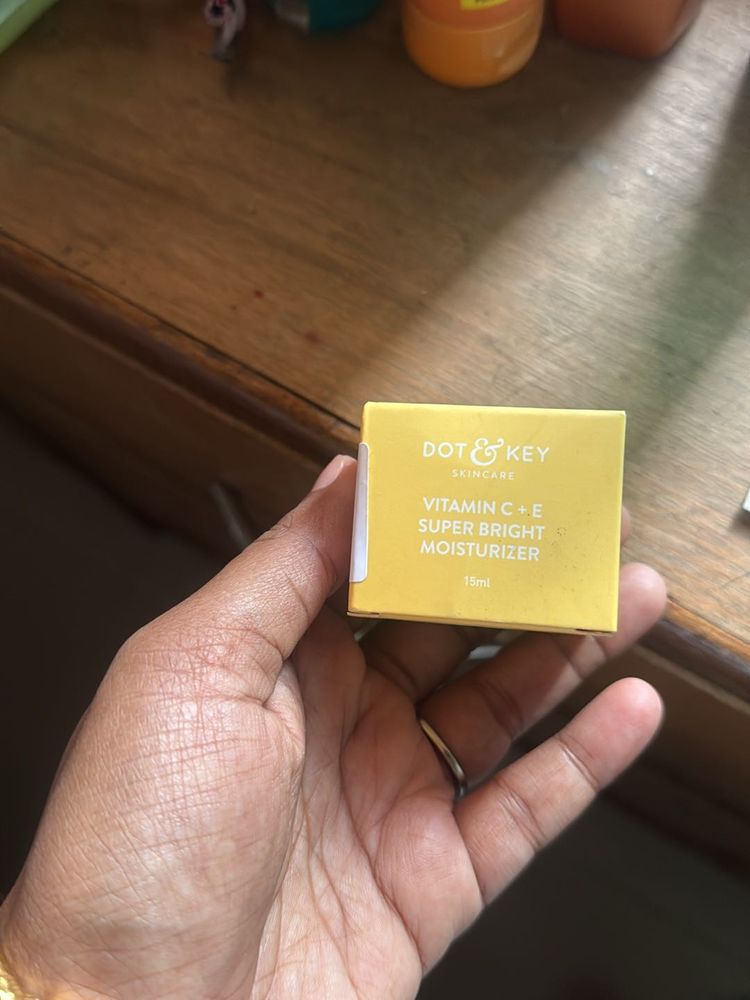 DOT & KEY
SKINCARE
VITAMIN C + E
SUPER BRIGHT
MOISTURIZER
15ml